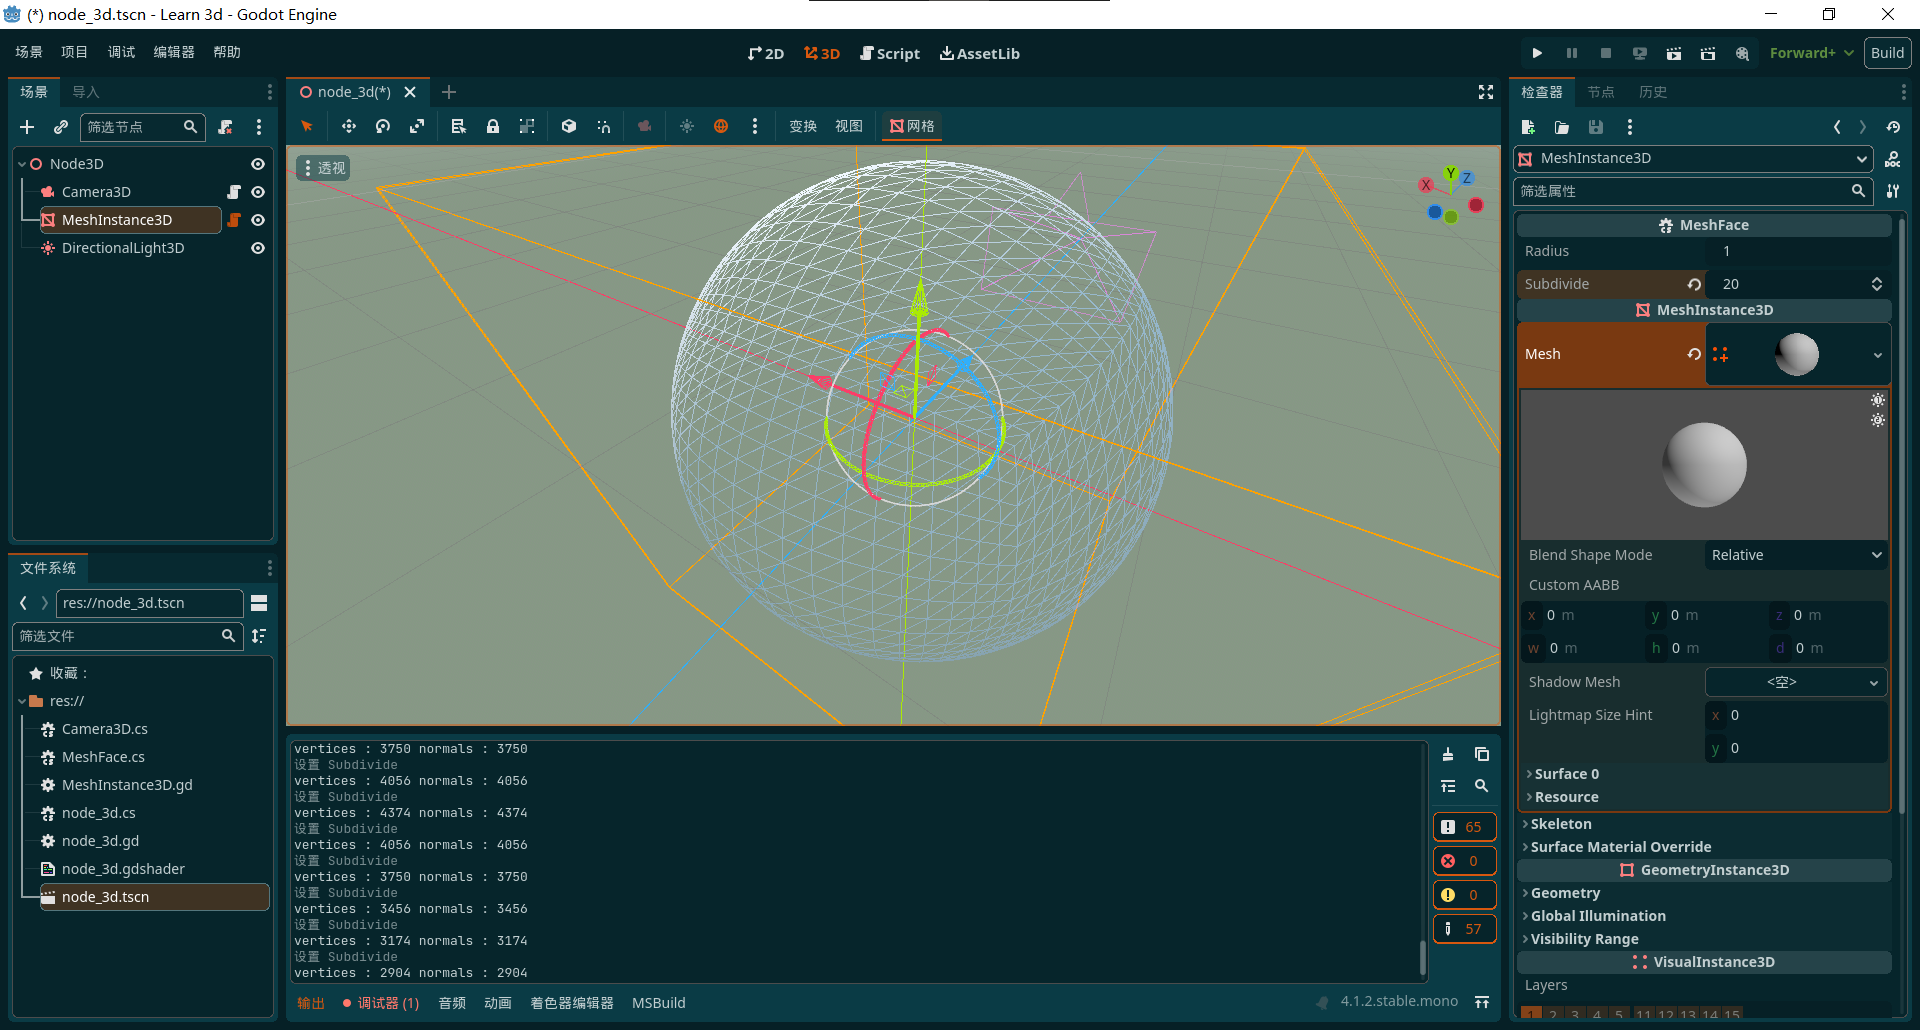 (*) node_3d.tscn - Learn 3d - Godot Engine
场景 项目 调试 编辑器 帮助
2D 3D Script AssetLib
Forward+ Build
场景 导入
筛选节点
Node3D
Camera3D
MeshInstance3D
DirectionalLight3D
文件系统
res://node_3d.tscn
筛选文件
收藏：
res://
Camera3D.cs
MeshFace.cs
MeshInstance3D.gd
node_3d.cs
node_3d.gd
node_3d.gdshader
node_3d.tscn
node_3d(*)
变换 视图 网格
透视
X Y Z
vertices : 3750 normals : 3750
设置 Subdivide
vertices : 4056 normals : 4056
设置 Subdivide
vertices : 4374 normals : 4374
设置 Subdivide
vertices : 4056 normals : 4056
设置 Subdivide
vertices : 3750 normals : 3750
设置 Subdivide
vertices : 3456 normals : 3456
设置 Subdivide
vertices : 3174 normals : 3174
设置 Subdivide
vertices : 2904 normals : 2904
65
0
0
57
输出 调试器 (1) 音频 动画 着色器编辑器 MSBuild
4.1.2.stable.mono
检查器 节点 历史
MeshInstance3D
筛选属性
MeshFace
Radius 1
Subdivide 20
MeshInstance3D
Mesh
Blend Shape Mode Relative
Custom AABB
x 0 m y 0 m z 0 m
w 0 m h 0 m d 0 m
Shadow Mesh <空>
Lightmap Size Hint x 0
y 0
Surface 0
Resource
Skeleton
Surface Material Override
GeometryInstance3D
Geometry
Global Illumination
Visibility Range
VisualInstance3D
Layers
1 2 3 4 5 11 12 13 14 15